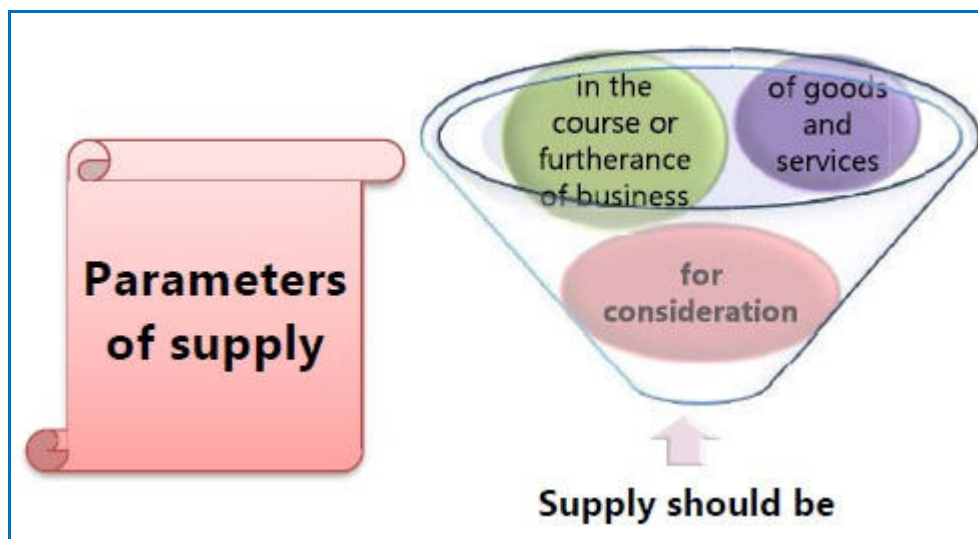 Parameters
of supply
in the
course or
furtherance
of business
of goods
and
services
for
consideration
Supply should be